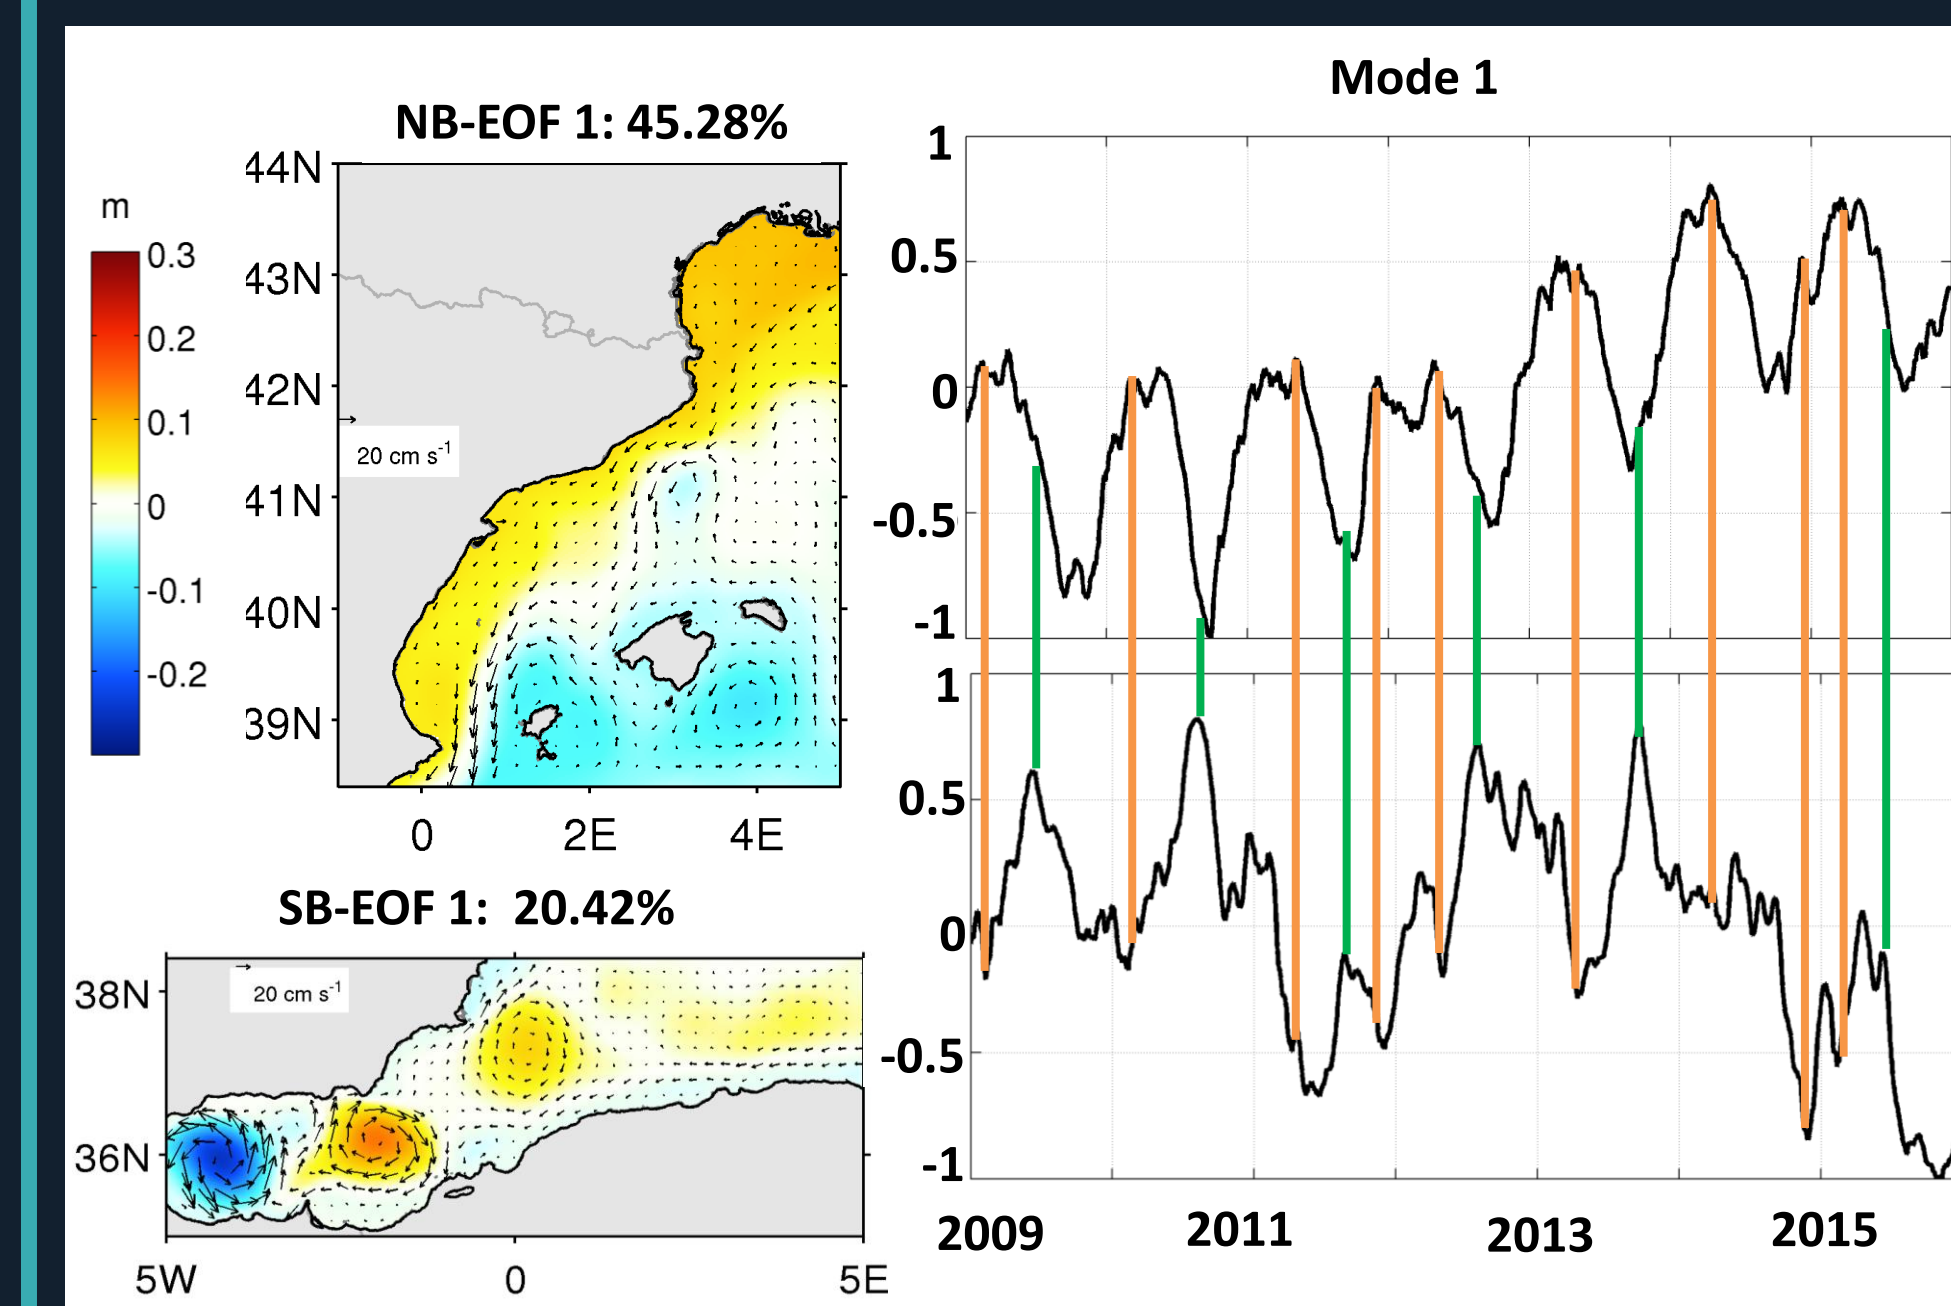 Mode 1
NB-EOF 1: 45.28%
m
0.3
0.2
0.1
0
-0.1
-0.2
44N
43N
42N
41N
40N
39N
20 cm s⁻¹
0 2E 4E
SB-EOF 1: 20.42%
38N
36N
20 cm s⁻¹
5W 0 5E
1
0.5
0
-0.5
-1
1
0.5
0
-0.5
-1
2009 2011 2013 2015